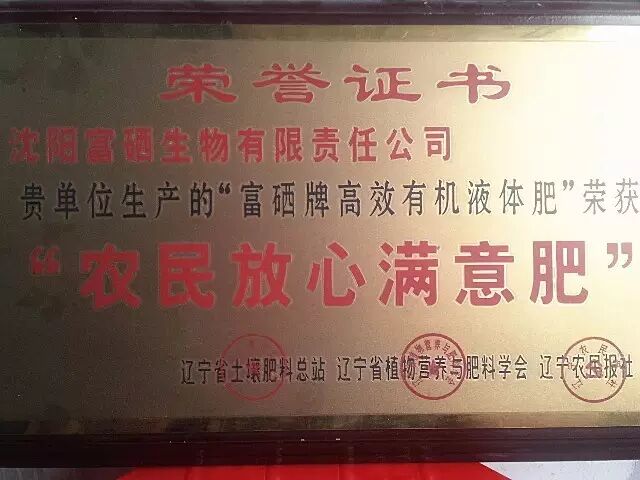 荣誉证书
沈阳富硒生物有限责任公司
贵单位生产的“富硒牌高效有机液体肥”荣获
“农民放心满意肥”
辽宁省土壤肥料总站 辽宁省植物营养与肥料学会 辽宁农民报社